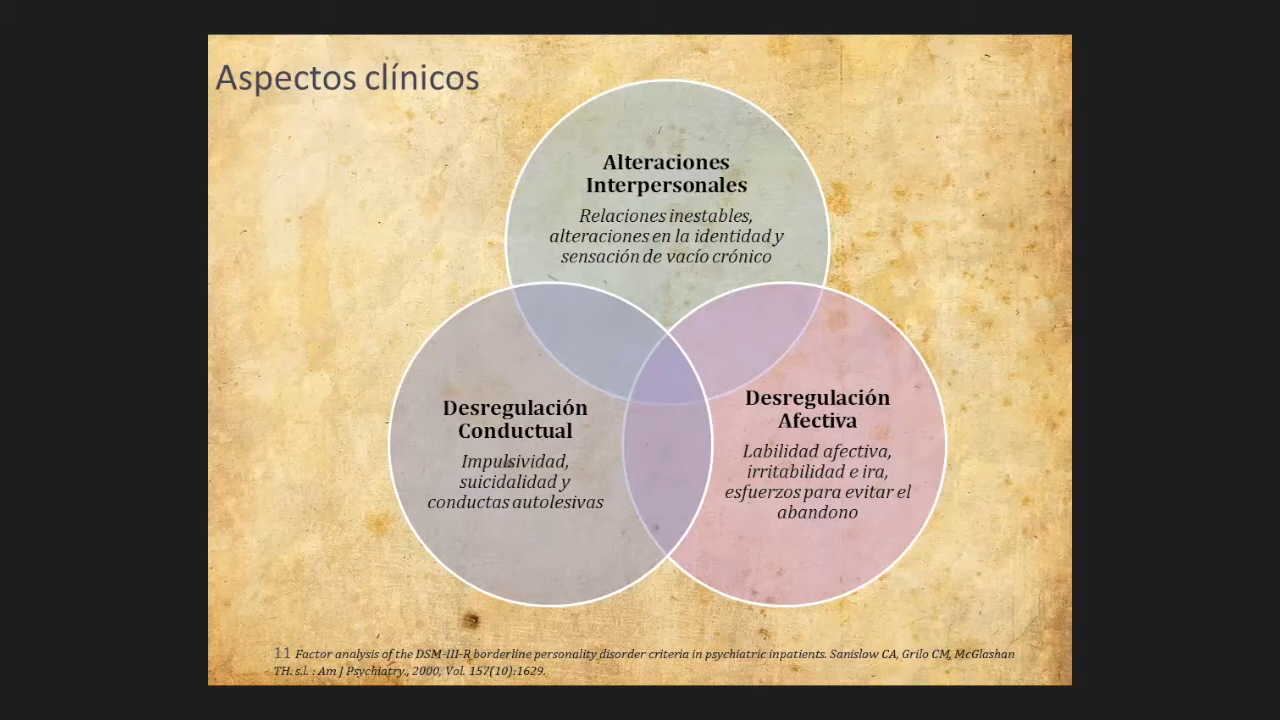 Aspectos clínicos
Alteraciones
Interpersonales
Relaciones inestables,
alteraciones en la identidad y
sensación de vacío crónico
Desregulación
Conductual
Impulsividad,
suicidalidad y
conductas autolesivas
Desregulación
Afectiva
Labilidad afectiva,
irritabilidad e ira,
esfuerzos para evitar el
abandono
11 Factor analysis of the DSM-III-R borderline personality disorder criteria in psychiatric inpatients. Sanislow CA, Grilo CM, McGlashan
TH. s.l. : Am J Psychiatry., 2000, Vol. 157(10):1629.